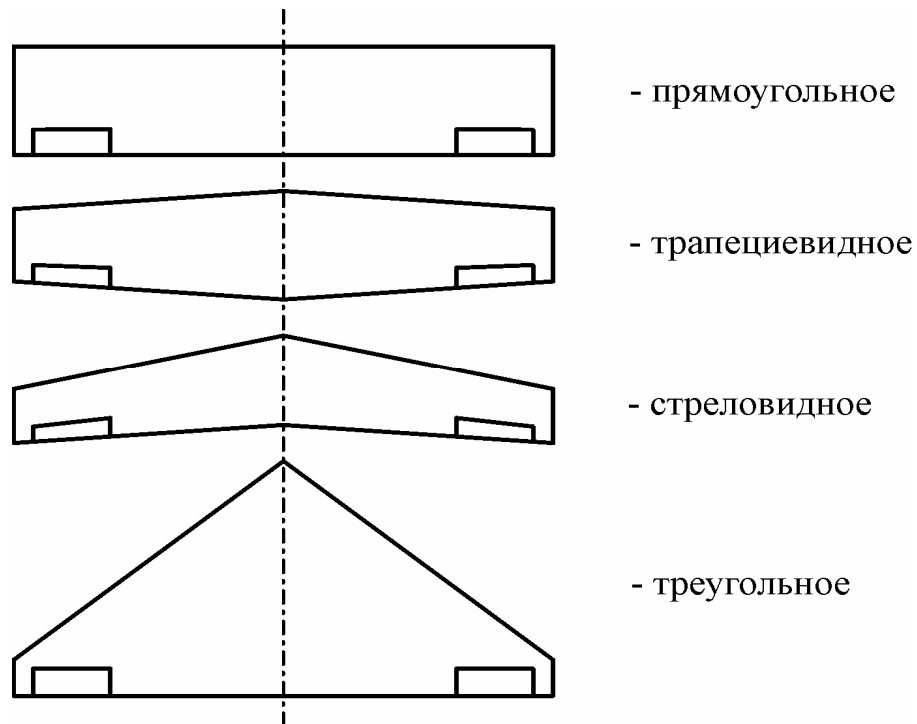 - прямоугольное
- трапециевидное
- стреловидное
- треугольное